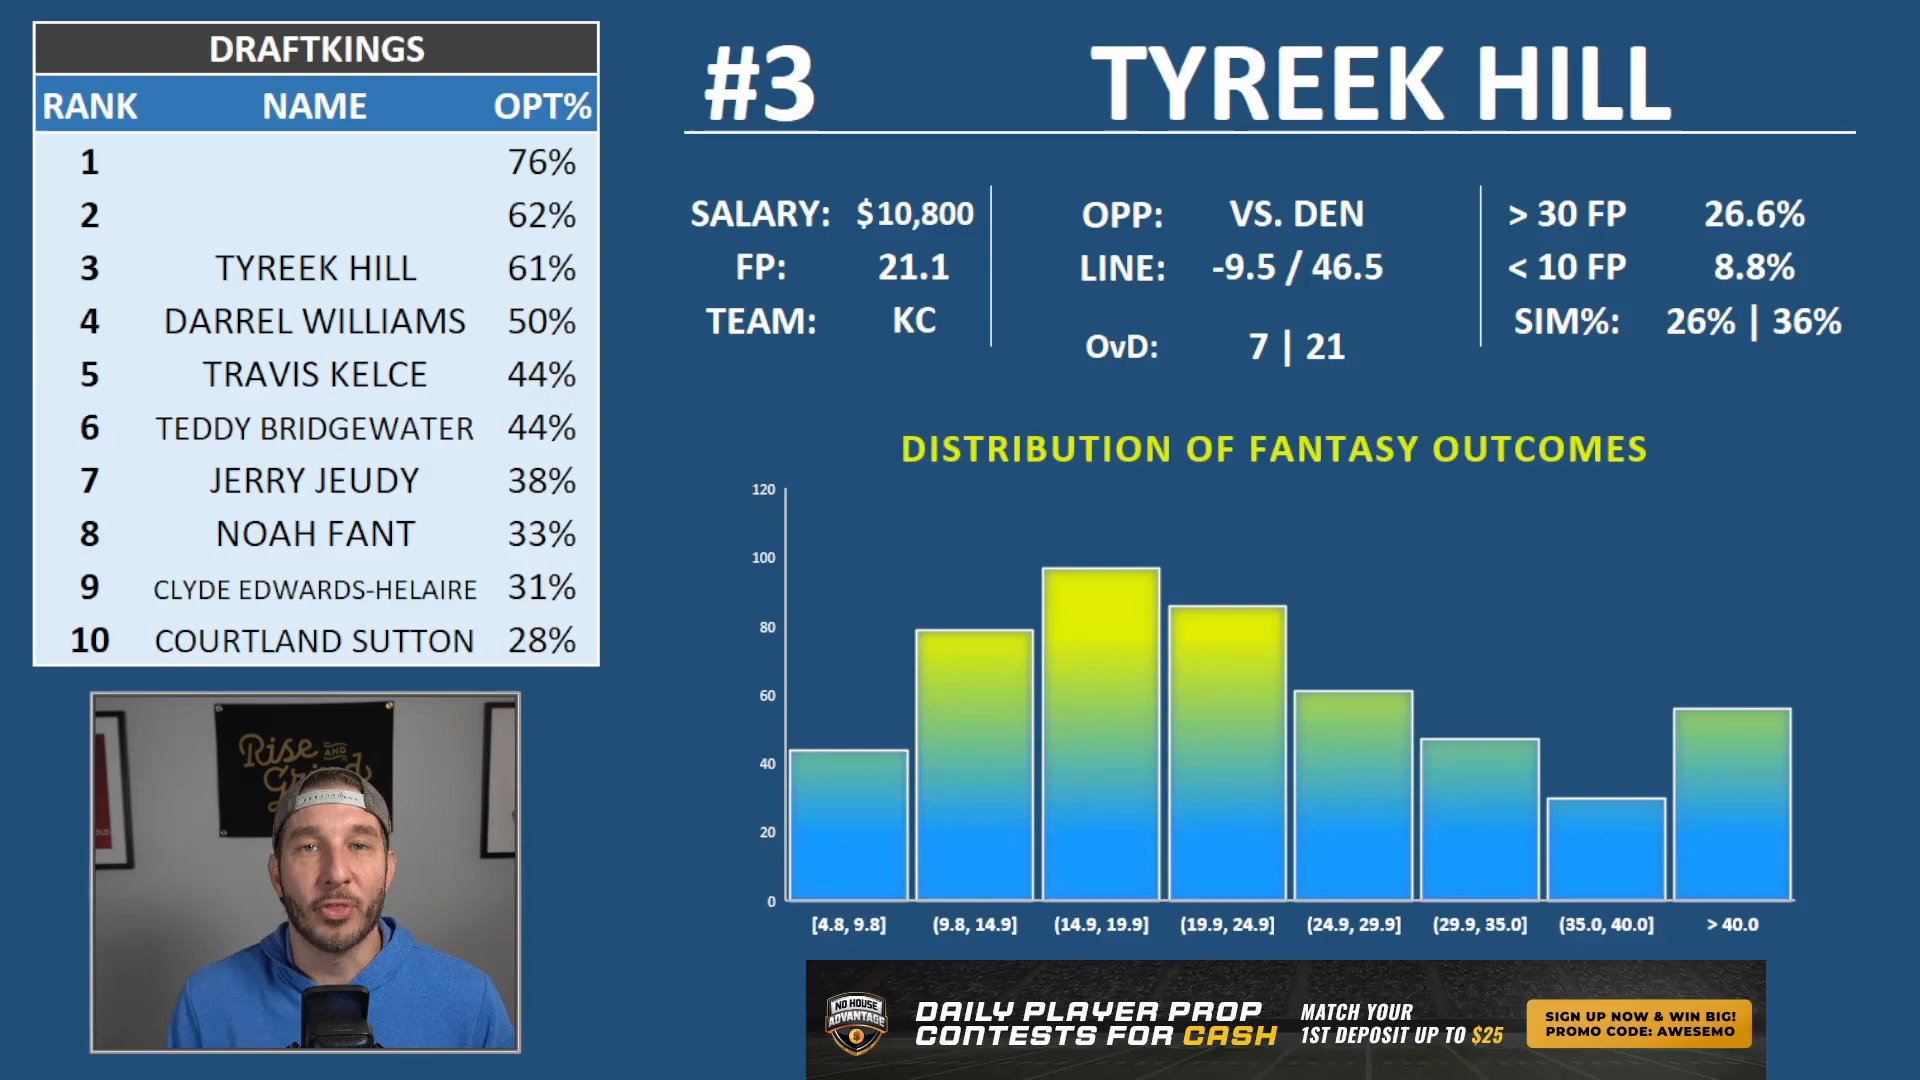 DRAFTKINGS
RANK NAME OPT%
1 76%
2 62%
3 TYREEK HILL 61%
4 DARREL WILLIAMS 50%
5 TRAVIS KELCE 44%
6 TEDDY BRIDGEWATER 44%
7 JERRY JEUDY 38%
8 NOAH FANT 33%
9 CLYDE EDWARDS-HELAIRE 31%
10 COURTLAND SUTTON 28%
#3 TYREEK HILL
SALARY: $10,800
FP: 21.1
TEAM: KC
OPP: VS. DEN
LINE: -9.5 / 46.5
OvD: 7 | 21
> 30 FP 26.6%
< 10 FP 8.8%
SIM%: 26% | 36%
DISTRIBUTION OF FANTASY OUTCOMES
120
100
80
60
40
20
0
[4.8, 9.8] (9.8, 14.9] (14.9, 19.9] (19.9, 24.9] (24.9, 29.9] (29.9, 35.0] (35.0, 40.0] > 40.0
Rise AND
NO HOUSE
ADVANTAGE
DAILY PLAYER PROP
CONTESTS FOR CASH
MATCH YOUR
1ST DEPOSIT UP TO $25
SIGN UP NOW & WIN BIG!
PROMO CODE: AWESEMO